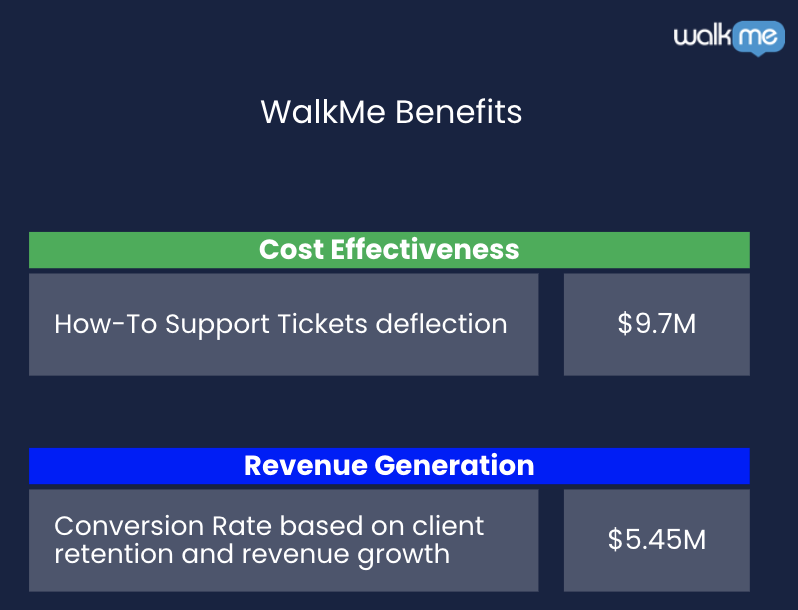 walkme
WalkMe Benefits
Cost Effectiveness
How-To Support Tickets deflection
$9.7M
Revenue Generation
Conversion Rate based on client
retention and revenue growth
$5.45M